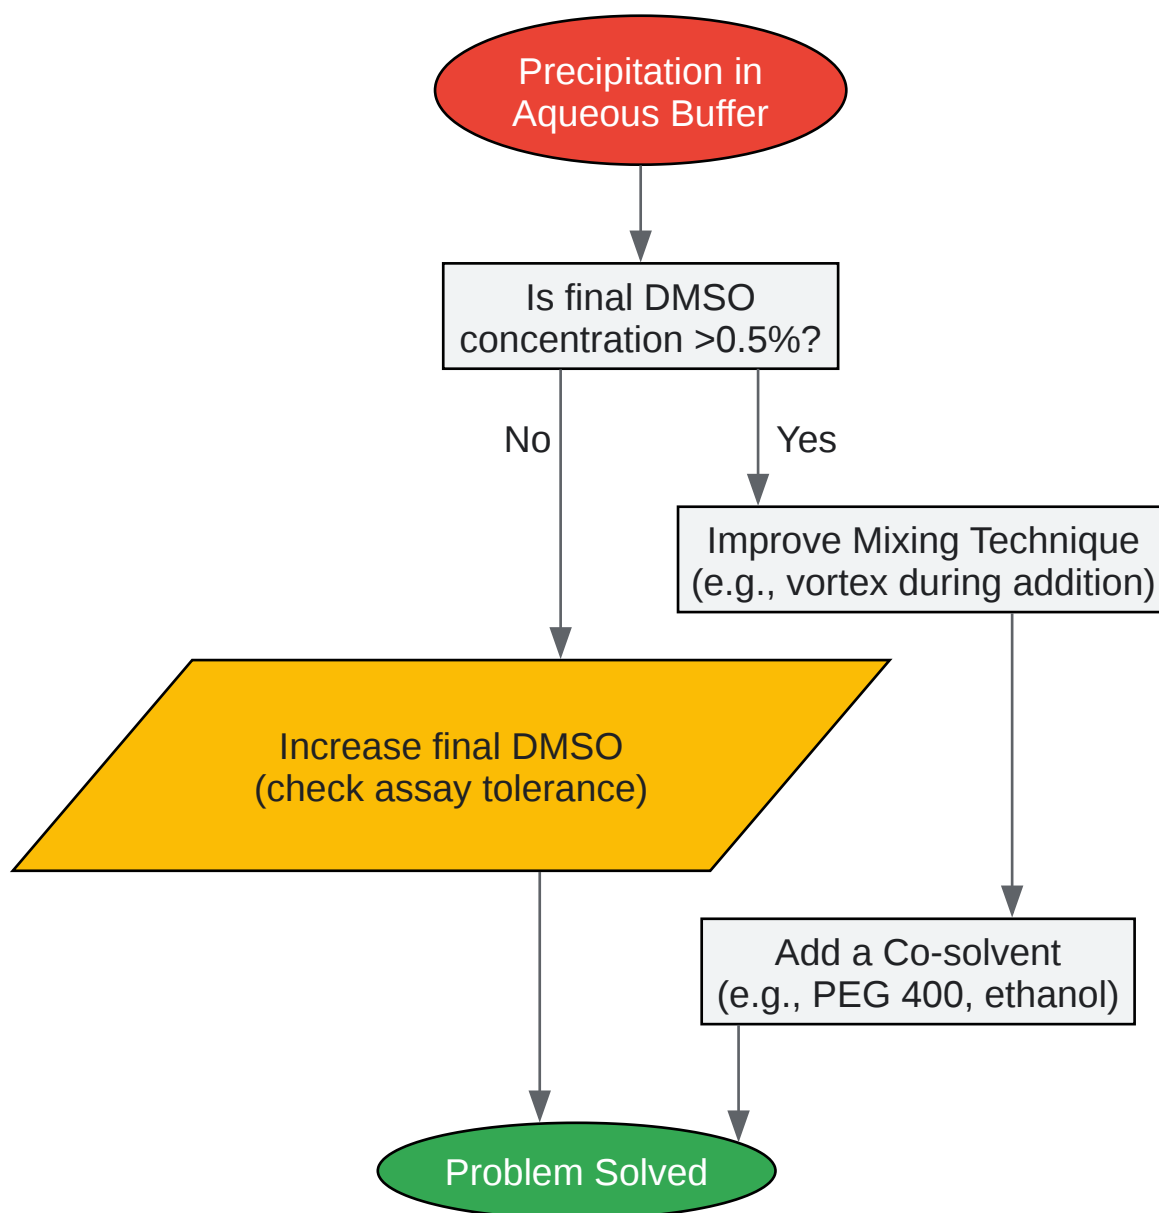 Precipitation in
Aqueous Buffer
Is final DMSO
concentration >0.5%?
No
Yes
Improve Mixing Technique
(e.g., vortex during addition)
Increase final DMSO
(check assay tolerance)
Add a Co-solvent
(e.g., PEG 400, ethanol)
Problem Solved